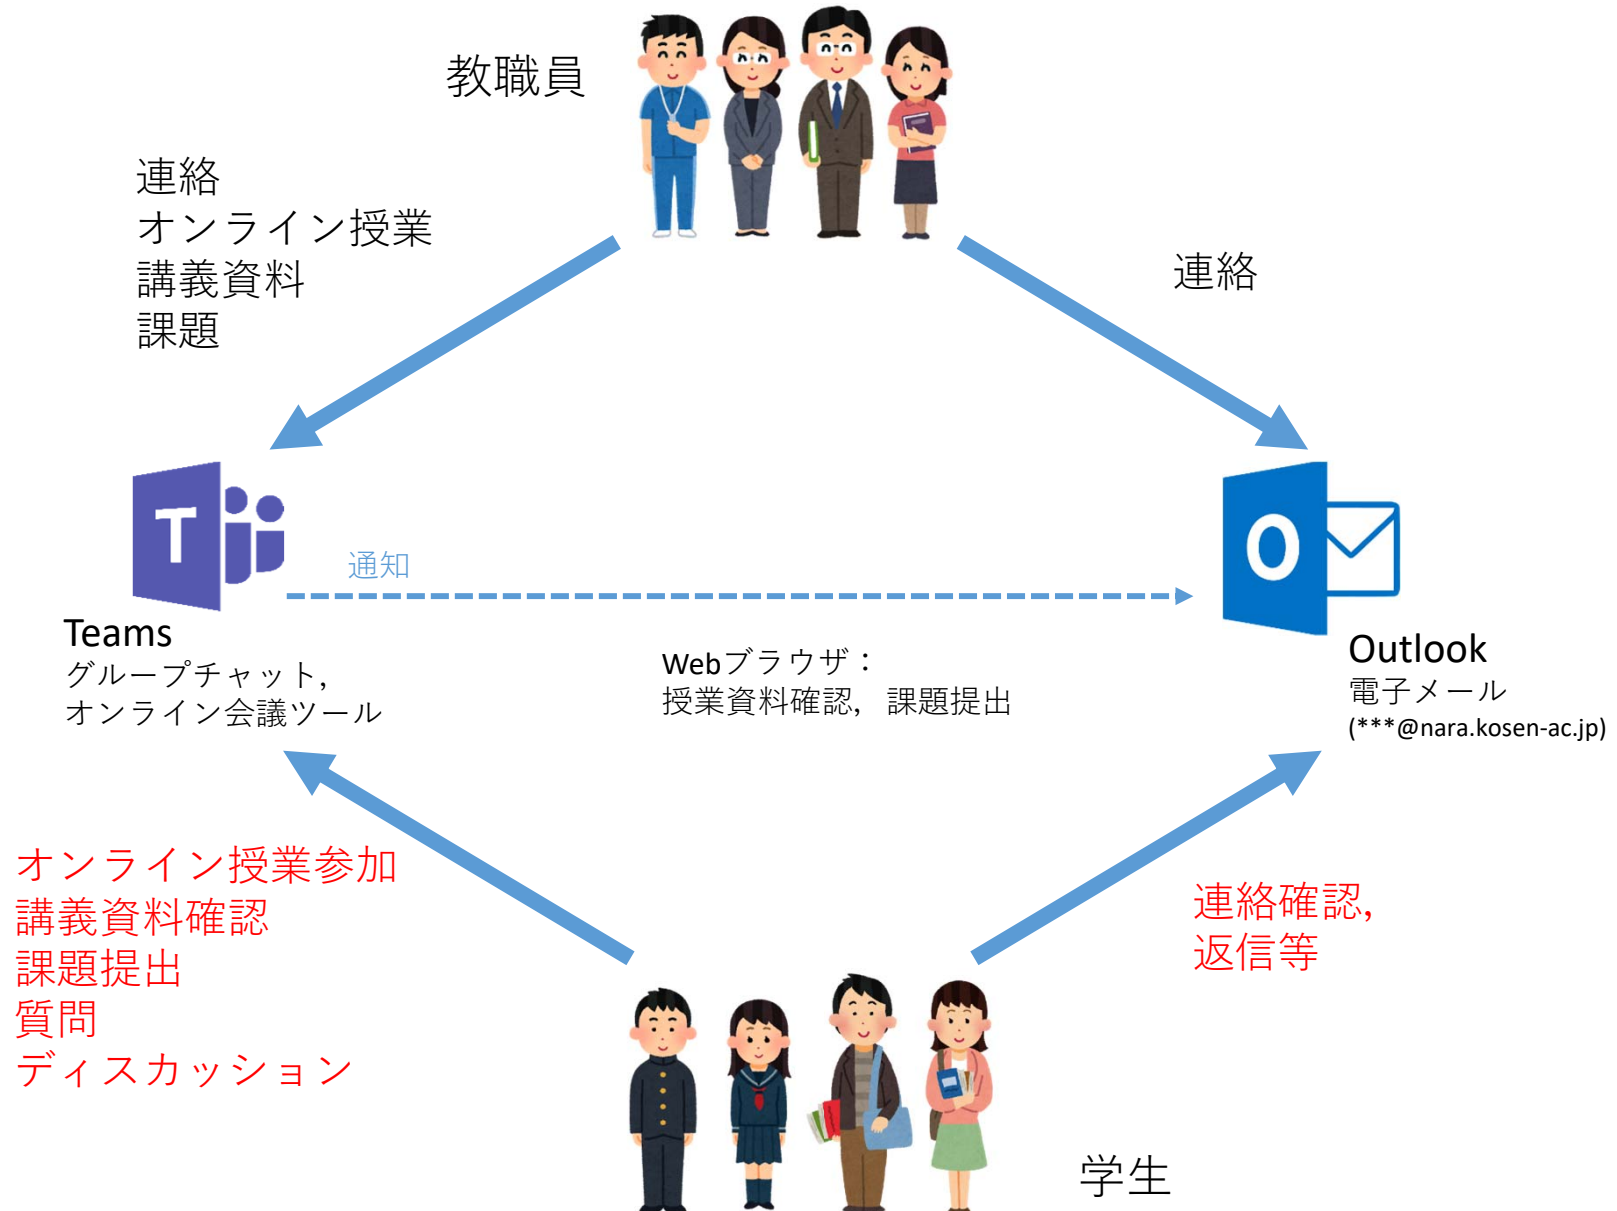 教職員
連絡
オンライン授業
講義資料
課題
連絡
T
O
通知
Teams
グループチャット,
オンライン会議ツール
Webブラウザ：
授業資料確認, 課題提出
Outlook
電子メール
(***@nara.kosen-ac.jp)
オンライン授業参加
講義資料確認
課題提出
質問
ディスカッション
連絡確認,
返信等
学生